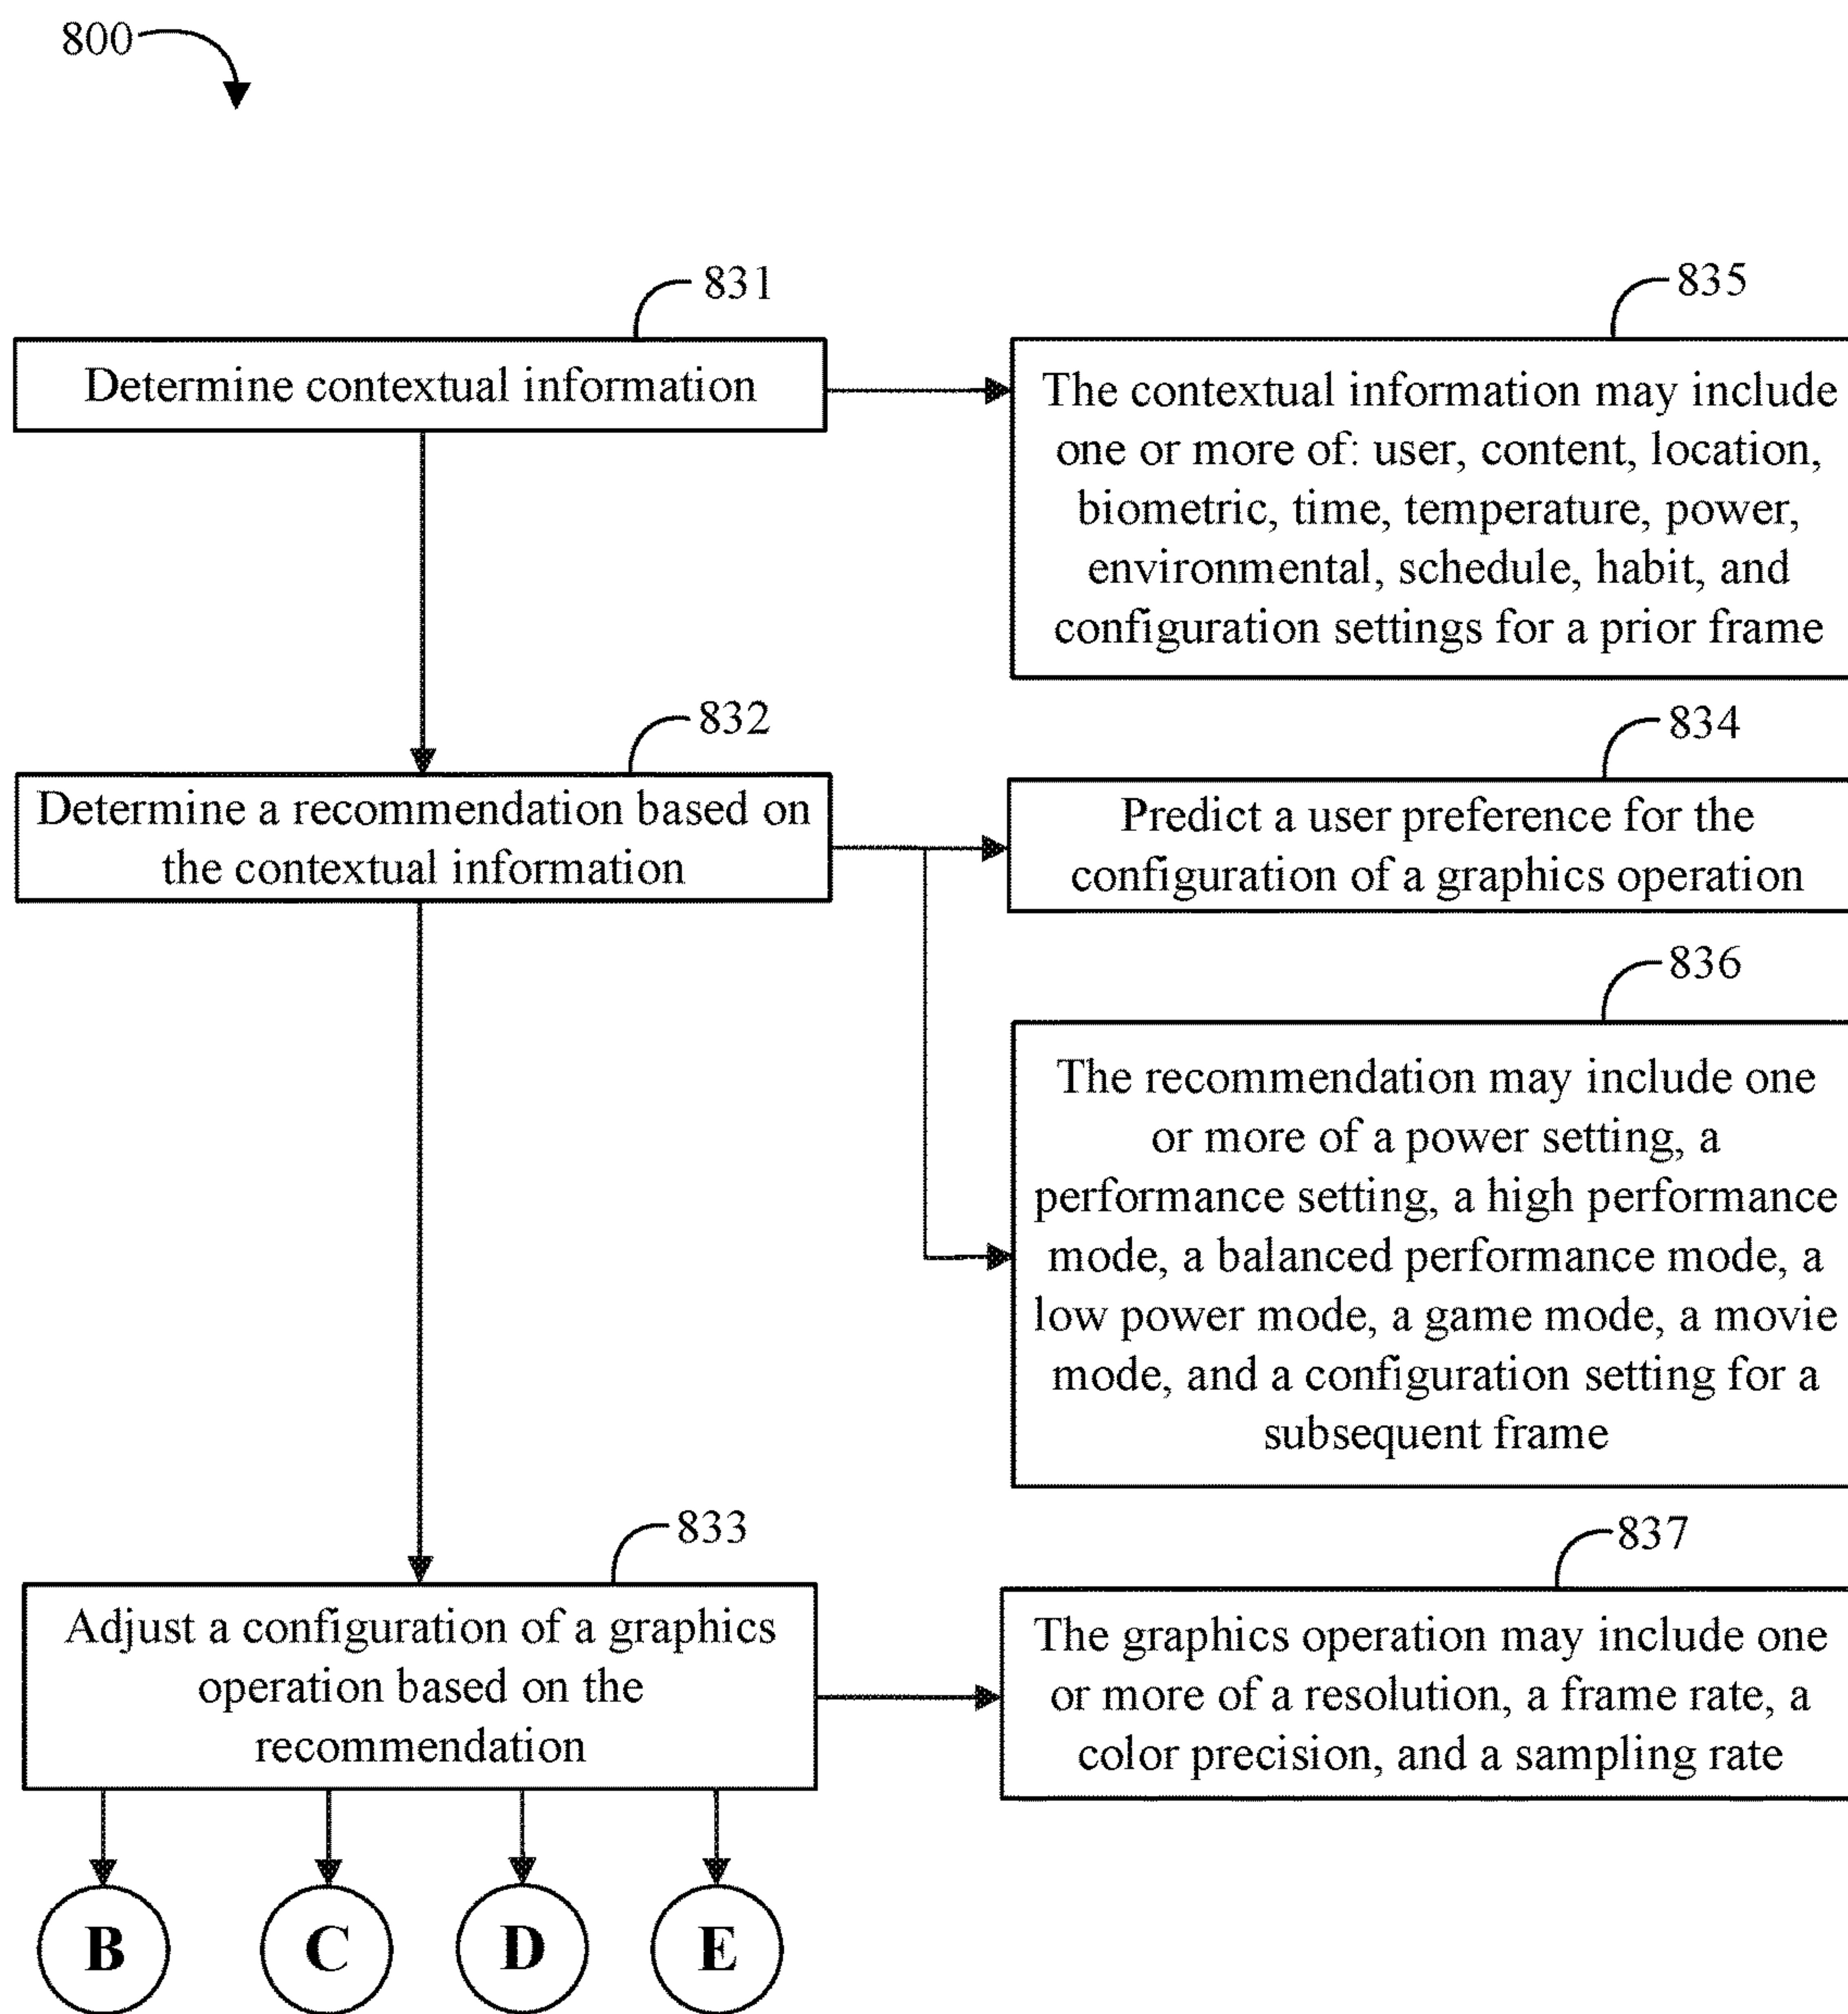 800
831
Determine contextual information
835
The contextual information may include
one or more of: user, content, location,
biometric, time, temperature, power,
environmental, schedule, habit, and
configuration settings for a prior frame
832
Determine a recommendation based on
the contextual information
834
Predict a user preference for the
configuration of a graphics operation
836
The recommendation may include one
or more of a power setting, a
performance setting, a high performance
mode, a balanced performance mode, a
low power mode, a game mode, a movie
mode, and a configuration setting for a
subsequent frame
833
Adjust a configuration of a graphics
operation based on the
recommendation
837
The graphics operation may include one
or more of a resolution, a frame rate, a
color precision, and a sampling rate
B
C
D
E